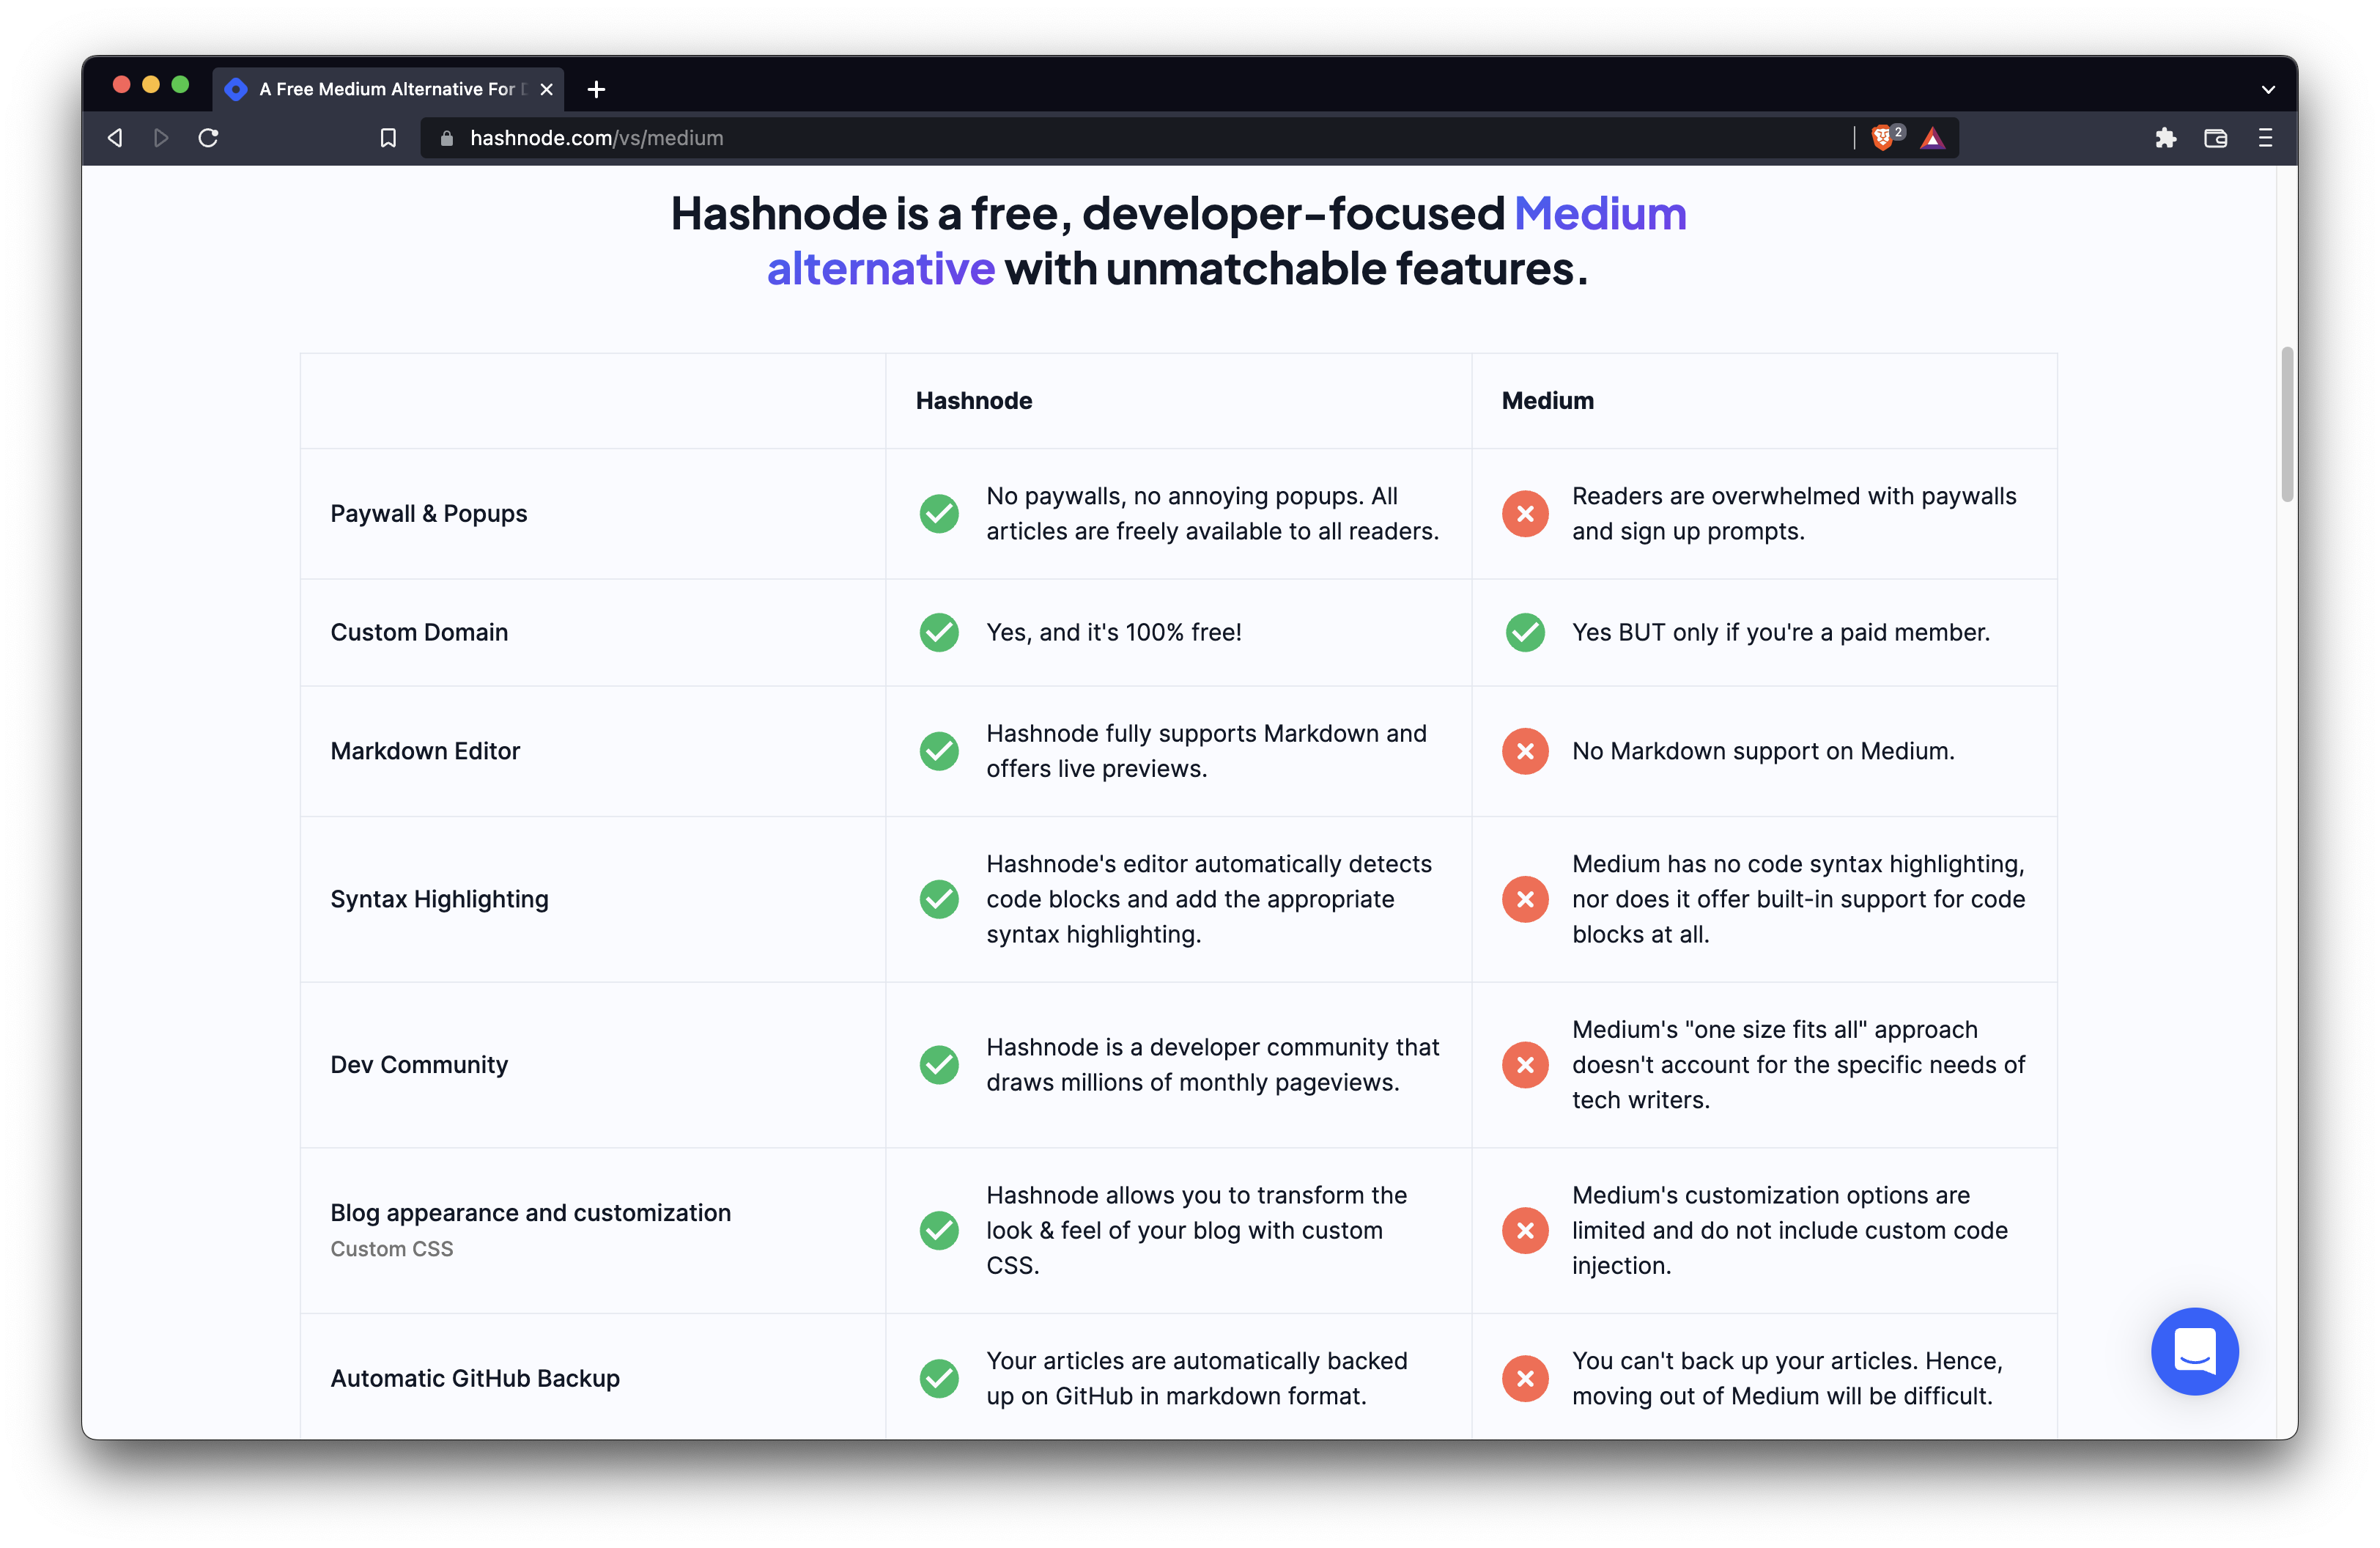 A Free Medium Alternative For
hashnode.com/vs/medium
2
Hashnode is a free, developer-focused Medium
alternative with unmatchable features.
Hashnode
Medium
Paywall & Popups
No paywalls, no annoying popups. All
articles are freely available to all readers.
Readers are overwhelmed with paywalls
and sign up prompts.
Custom Domain
Yes, and it's 100% free!
Yes BUT only if you're a paid member.
Markdown Editor
Hashnode fully supports Markdown and
offers live previews.
No Markdown support on Medium.
Syntax Highlighting
Hashnode's editor automatically detects
code blocks and add the appropriate
syntax highlighting.
Medium has no code syntax highlighting,
nor does it offer built-in support for code
blocks at all.
Dev Community
Hashnode is a developer community that
draws millions of monthly pageviews.
Medium's "one size fits all" approach
doesn't account for the specific needs of
tech writers.
Blog appearance and customization
Custom CSS
Hashnode allows you to transform the
look & feel of your blog with custom
CSS.
Medium's customization options are
limited and do not include custom code
injection.
Automatic GitHub Backup
Your articles are automatically backed
up on GitHub in markdown format.
You can't back up your articles. Hence,
moving out of Medium will be difficult.